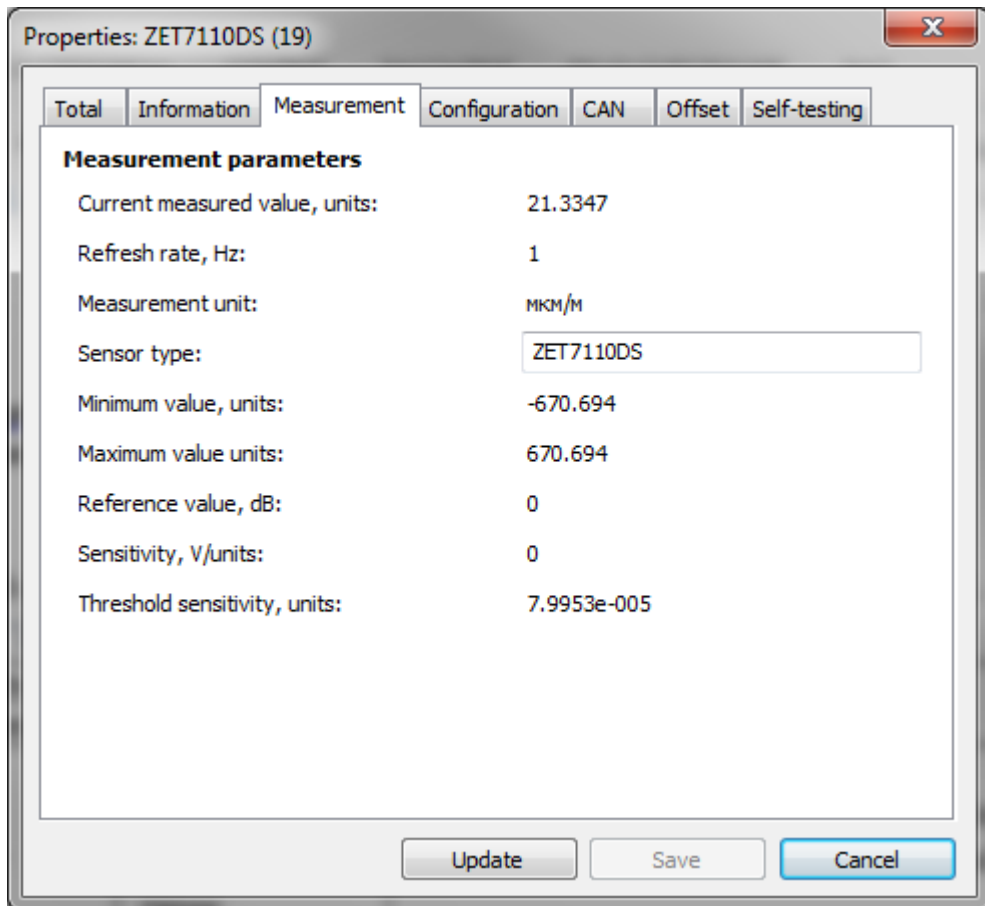 Properties: ZET7110DS (19)
x
Total Information Measurement Configuration CAN Offset Self-testing
Measurement parameters
Current measured value, units: 21.3347
Refresh rate, Hz: 1
Measurement unit: мкм/м
Sensor type: ZET7110DS
Minimum value, units: -670.694
Maximum value units: 670.694
Reference value, dB: 0
Sensitivity, V/units: 0
Threshold sensitivity, units: 7.9953e-005
Update Save Cancel